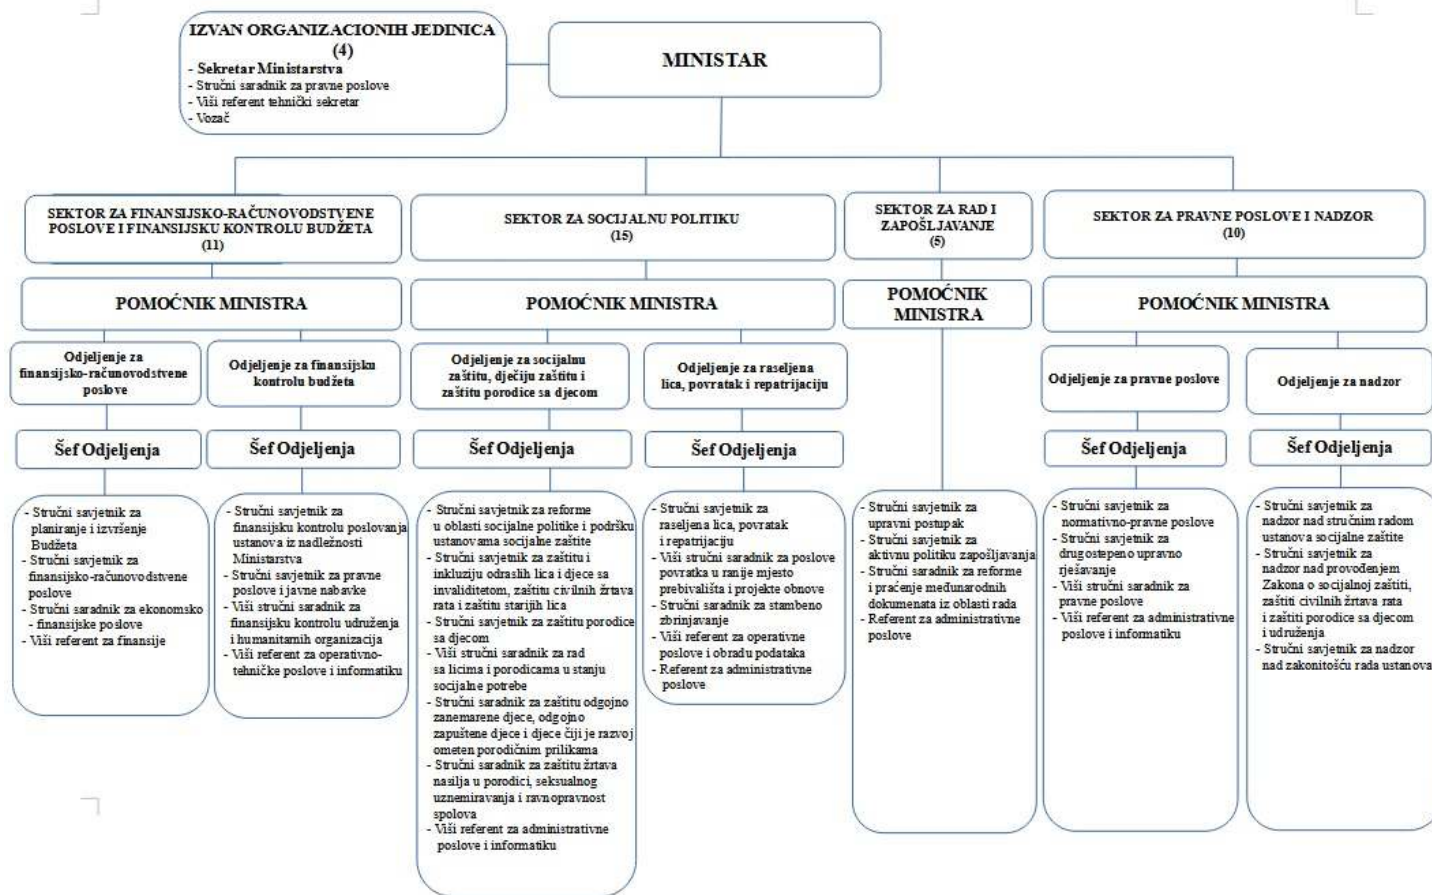 IZVAN ORGANIZACIONIH JEDINICA
(4)
- Sekretar Ministarstva
- Stručni saradnik za pravne poslove
- Viši referent tehnički sekretar
- Vozač
MINISTAR
SEKTOR ZA FINANSIJSKO-RAČUNOVODSTVENE
POSLOVE I FINANSIJSKU KONTROLU BUDŽETA
(11)
SEKTOR ZA SOCIJALNU POLITIKU
(15)
SEKTOR ZA RAD I
ZAPOŠLJAVANJE
(5)
SEKTOR ZA PRAVNE POSLOVE I NADZOR
(10)
POMOĆNIK MINISTRA
POMOĆNIK MINISTRA
POMOĆNIK
MINISTRA
POMOĆNIK MINISTRA
Odjeljenje za
finansijsko-računovodstvene
poslove
Odjeljenje za finansijsku
kontrolu budžeta
Odjeljenje za socijalnu
zaštitu, dječiju zaštitu i
zaštitu porodice sa djecom
Odjeljenje za raseljena
lica, povratak i repatrijaciju
Odjeljenje za pravne poslove
Odjeljenje za nadzor
Šef Odjeljenja
Šef Odjeljenja
Šef Odjeljenja
Šef Odjeljenja
Šef Odjeljenja
Šef Odjeljenja
- Stručni savjetnik za
planiranje i izvršenje
Budžeta
- Stručni savjetnik za
finansijsko-računovodstvene
poslove
- Stručni saradnik za ekonomsko
- finansijske poslove
- Viši referent za finansije
- Stručni savjetnik za
finansijsku kontrolu poslovanja
ustanova iz nadležnosti
Ministarstva
- Stručni savjetnik za pravne
poslove i javne nabavke
- Viši stručni saradnik za
finansijsku kontrolu udruženja
i humanitarnih organizacija
- Viši referent za operativno-
tehničke poslove i informatiku
- Stručni savjetnik za reforme
u oblasti socijalne politike i podršku
ustanovama socijalne zaštite
- Stručni savjetnik za zaštitu i
inkluziju odraslih lica i djece sa
invaliditetom, zaštitu civilnih žrtava
rata i zaštitu starijih lica
- Stručni savjetnik za zaštitu porodice
sa djecom
- Viši stručni saradnik za rad
sa licima i porodicama u stanju
socijalne potrebe
- Stručni saradnik za zaštitu odgojno
zanemarene djece, odgojno
zapuštene djece i djece čiji je razvoj
ometen porodičnim prilikama
- Stručni saradnik za zaštitu žrtava
nasilja u porodici, seksualnog
uznemiravanja i ravnopravnost
spolova
- Viši referent za administrativne
poslove i informatiku
- Stručni savjetnik za
raseljena lica, povratak
i repatrijaciju
- Viši stručni saradnik za poslove
povratka u ranije mjesto
prebivališta i projekte obnove
- Stručni saradnik za stambeno
zbrinjavanje
- Viši referent za operativne
poslove i obradu podataka
- Referent za administrativne
poslove
- Stručni savjetnik za
upravni postupak
- Stručni savjetnik za
aktivnu politiku zapošljavanja
- Stručni saradnik za reforme
i praćenje međunarodnih
dokumenata iz oblasti rada
- Referent za administrativne
poslove
- Stručni savjetnik za
normativno-pravne poslove
- Stručni savjetnik za
drugostepeno upravno
rješavanje
- Viši stručni saradnik za
pravne poslove
- Viši referent za administrativne
poslove i informatiku
- Stručni savjetnik za
nadzor nad stručnim radom
ustanova socijalne zaštite
- Stručni savjetnik za
nadzor nad provođenjem
Zakona o socijalnoj zaštiti,
zaštiti civilnih žrtava rata
i zaštiti porodice sa djecom
i udruženja
- Stručni savjetnik za nadzor
nad zakonitošću rada ustanova